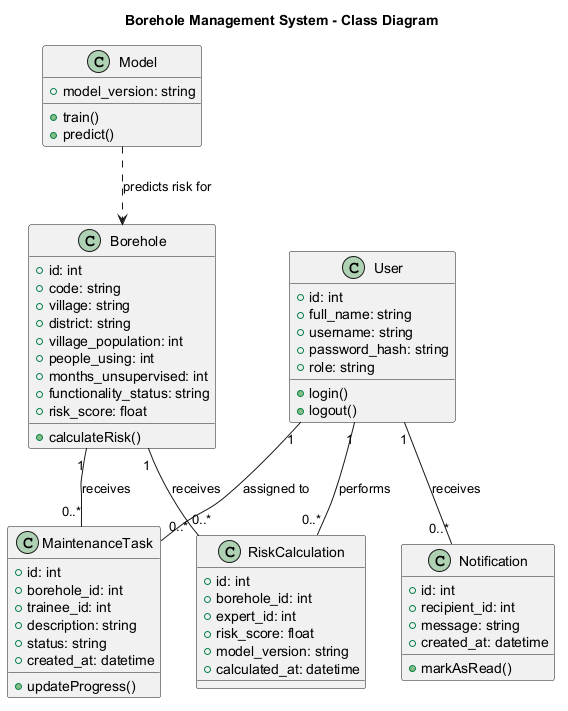 Borehole Management System - Class Diagram
C Model
model_version: string
train()
predict()
predicts risk for
C Borehole
id: int
code: string
village: string
district: string
village_population: int
people_using: int
months_unsupervised: int
functionality_status: string
risk_score: float
calculateRisk()
C User
id: int
full_name: string
username: string
password_hash: string
role: string
login()
logout()
1
receives
0..*
1
receives
0..*
1
assigned to
0..*
1
performs
0..*
1
receives
0..*
C MaintenanceTask
id: int
borehole_id: int
trainee_id: int
description: string
status: string
created_at: datetime
updateProgress()
C RiskCalculation
id: int
borehole_id: int
expert_id: int
risk_score: float
model_version: string
calculated_at: datetime
C Notification
id: int
recipient_id: int
message: string
created_at: datetime
markAsRead()